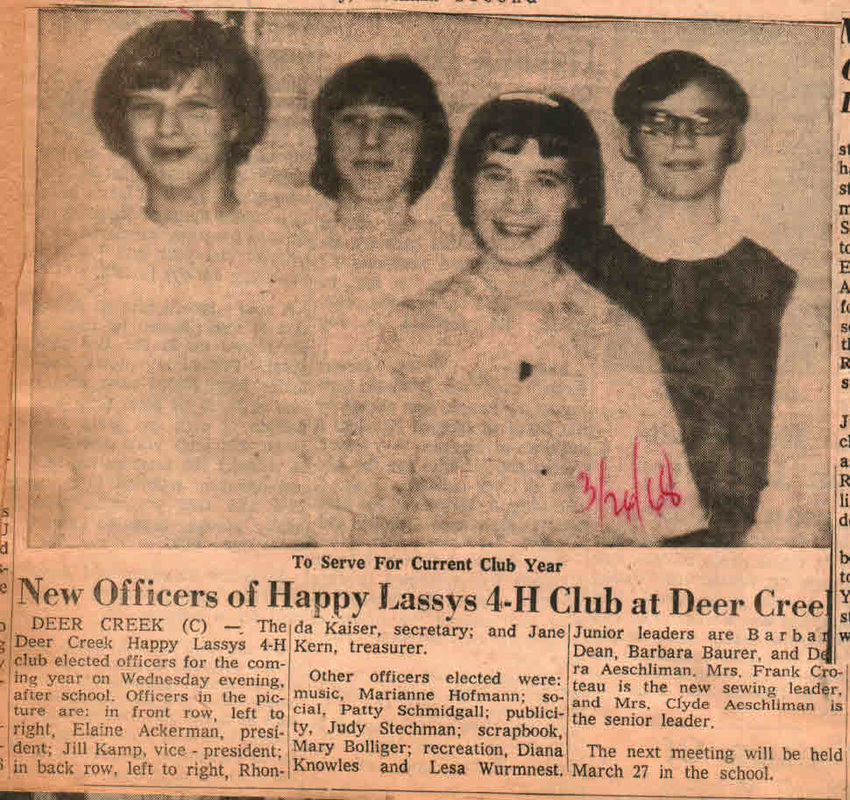 3/26/68
To Serve For Current Club Year
New Officers of Happy Lassys 4-H Club at Deer Creek
DEER CREEK (C) — The
Deer Creek Happy Lassys 4-H
club elected officers for the com-
ing year on Wednesday evening,
after school. Officers in the pic-
ture are: in front row, left to
right, Elaine Ackerman, presi-
dent; Jill Kamp, vice - president;
in back row, left to right, Rhon-
da Kaiser, secretary; and Jane
Kern, treasurer.
Other officers elected were:
music, Marianne Hofmann; so-
cial, Patty Schmidgall; publici-
ty, Judy Stechman; scrapbook,
Mary Bolliger; recreation, Diana
Knowles and Lesa Wurmnest.
Junior leaders are Barbar
Dean, Barbara Baurer, and De
ra Aeschliman. Mrs. Frank Cro-
teau is the new sewing leader,
and Mrs. Clyde Aeschliman is
the senior leader.
The next meeting will be held
March 27 in the school.